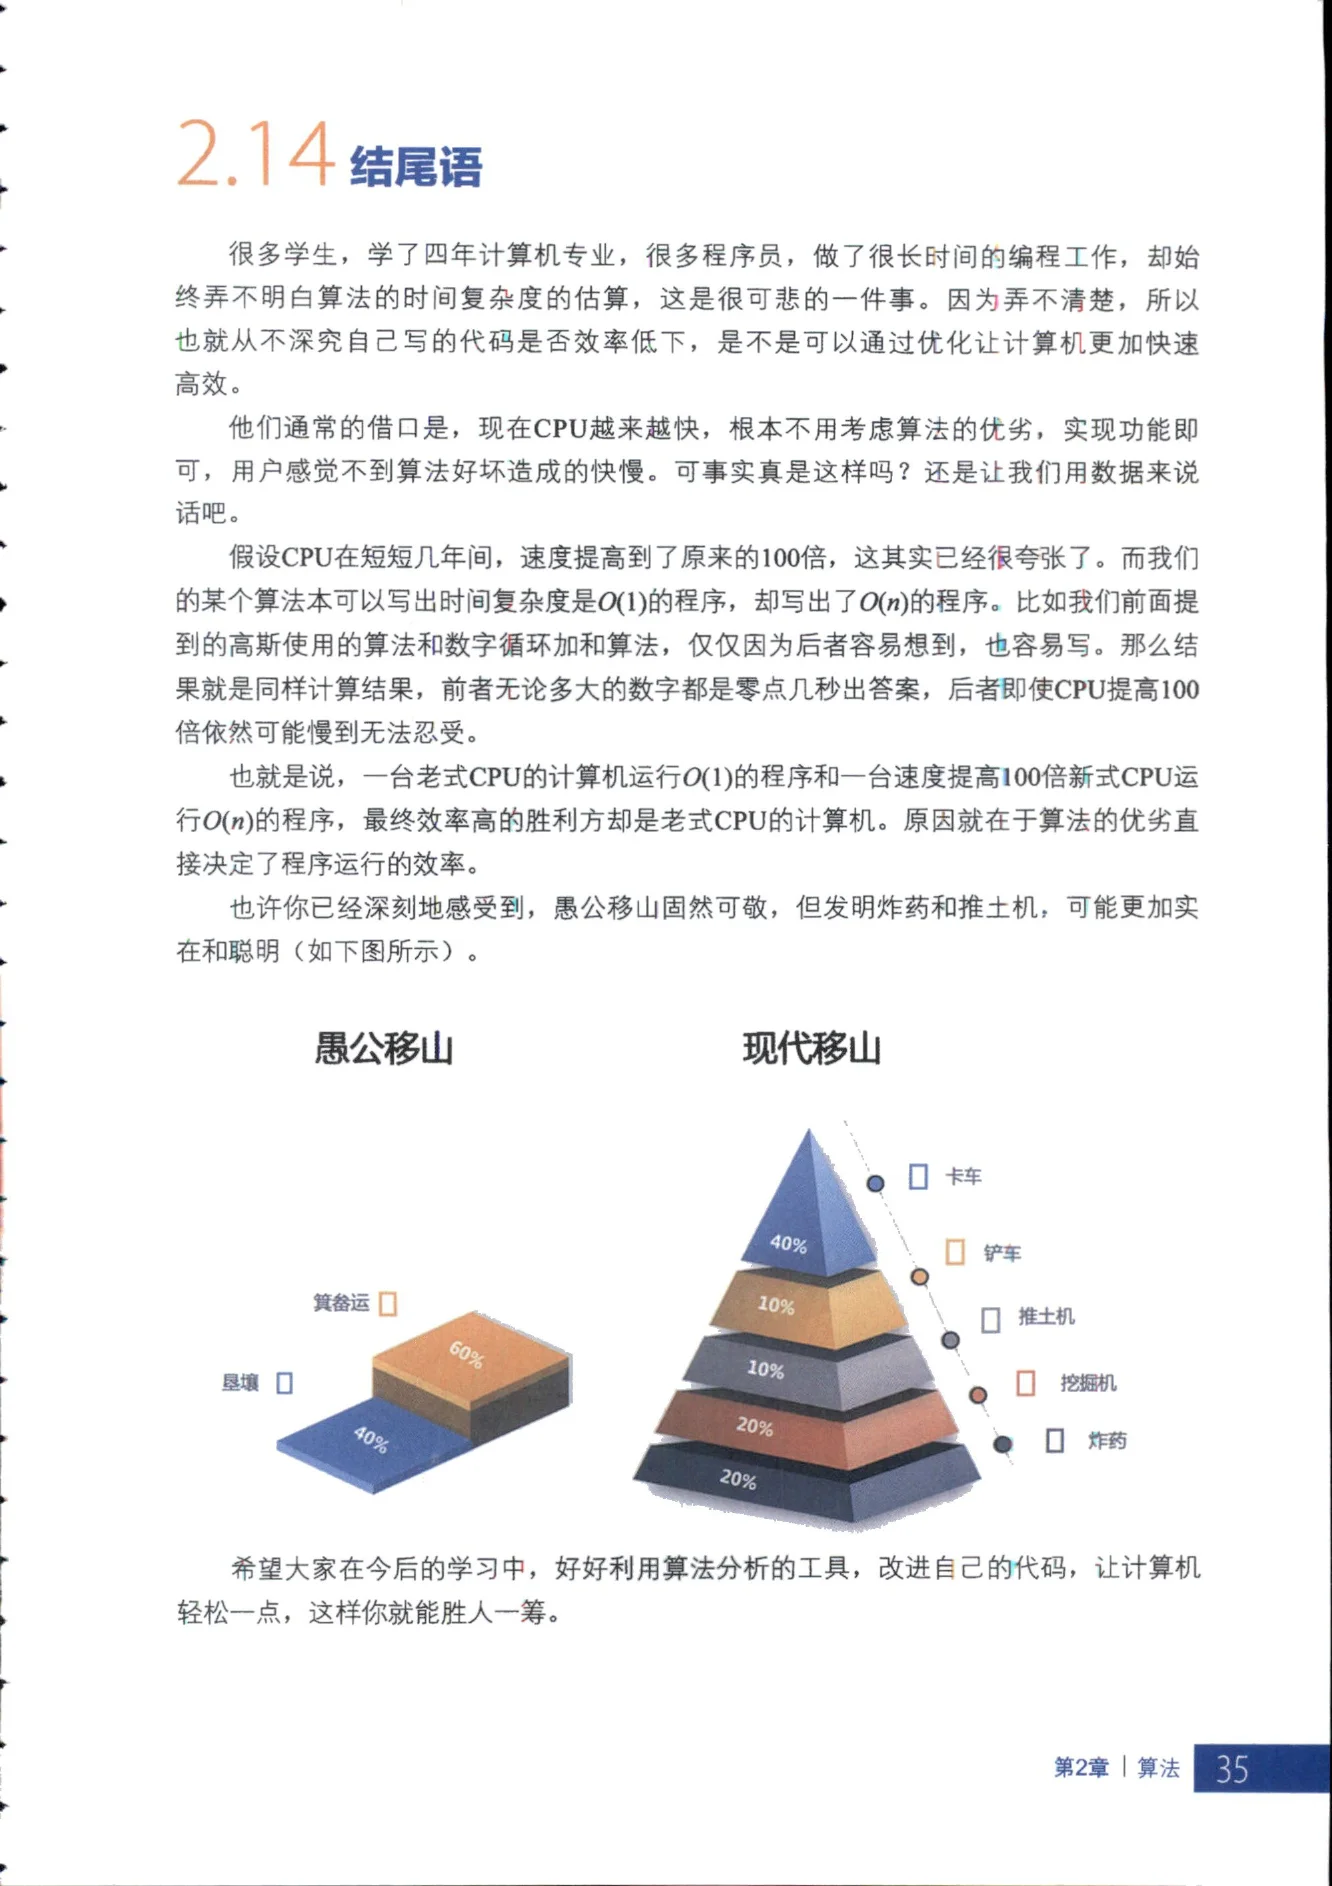 2.14 结尾语
很多学生，学了四年计算机专业，很多程序员，做了很长时间的编程工作，却始
终弄不明白算法的时间复杂度的估算，这是很可悲的一件事。因为弄不清楚，所以
也就从不深究自己写的代码是否效率低下，是不是可以通过优化让计算机更加快速
高效。
他们通常的借口是，现在CPU越来越快，根本不用考虑算法的优劣，实现功能即
可，用户感觉不到算法好坏造成的快慢。可事实真是这样吗？还是让我们用数据来说
话吧。
假设CPU在短短几年间，速度提高到了原来的100倍，这其实已经很夸张了。而我们
的某个算法本可以写出时间复杂度是O(1)的程序，却写出了O(n)的程序。比如我们前面提
到的高斯使用的算法和数字循环加和算法，仅仅因为后者容易想到，也容易写。那么结
果就是同样计算结果，前者无论多大的数字都是零点几秒出答案，后者即使CPU提高100
倍依然可能慢到无法忍受。
也就是说，一台老式CPU的计算机运行O(1)的程序和一台速度提高100倍新式CPU运
行O(n)的程序，最终效率高的胜利方却是老式CPU的计算机。原因就在于算法的优劣直
接决定了程序运行的效率。
也许你已经深刻地感受到，愚公移山固然可敬，但发明炸药和推土机，可能更加实
在和聪明（如下图所示）。
愚公移山
箕畚运
60%
垦壤
40%
现代移山
40%
卡车
10%
铲车
10%
推土机
20%
挖掘机
20%
炸药
希望大家在今后的学习中，好好利用算法分析的工具，改进自己的代码，让计算机
轻松一点，这样你就能胜人一筹。
第2章 | 算法 35